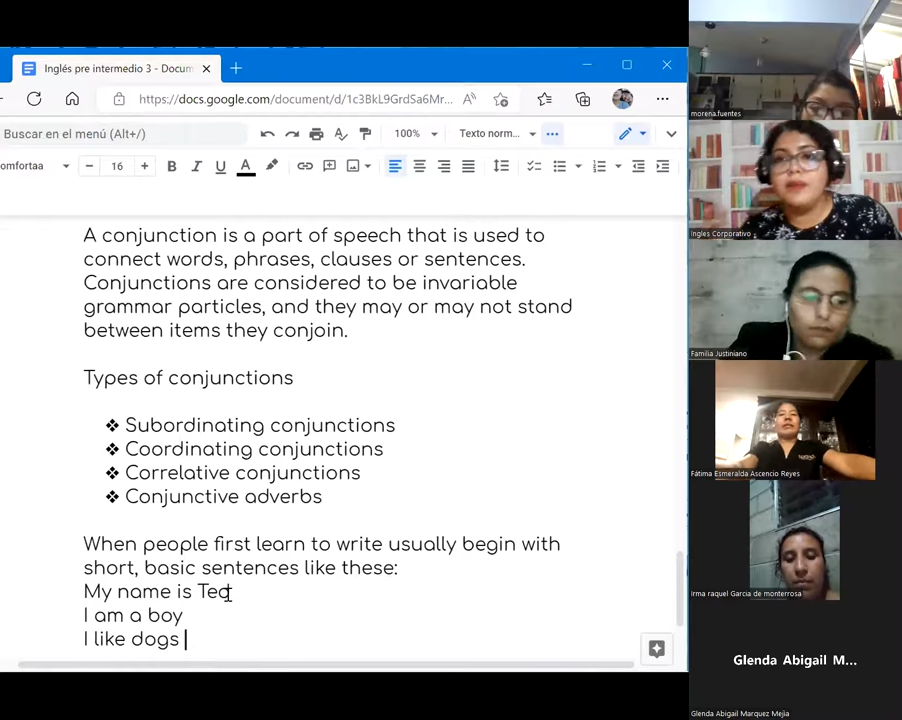 Inglés pre intermedio 3 - Docum
https://docs.google.com/document/d/1c3BkL9GrdSa6Mr...
Buscar en el menú (Alt+/)
100%
Texto norm...
omfortaa
16
A conjunction is a part of speech that is used to
connect words, phrases, clauses or sentences.
Conjunctions are considered to be invariable
grammar particles, and they may or may not stand
between items they conjoin.
Types of conjunctions
❖ Subordinating conjunctions
❖ Coordinating conjunctions
❖ Correlative conjunctions
❖ Conjunctive adverbs
When people first learn to write usually begin with
short, basic sentences like these:
My name is Ted
I am a boy
I like dogs
morena.fuentes
Ingles Corporativo
Familia Justiniano
Fátima Esmeralda Ascencio Reyes
Irma raquel Garcia de monterrosa
Glenda Abigail M...
Glenda Abigail Marquez Mejia